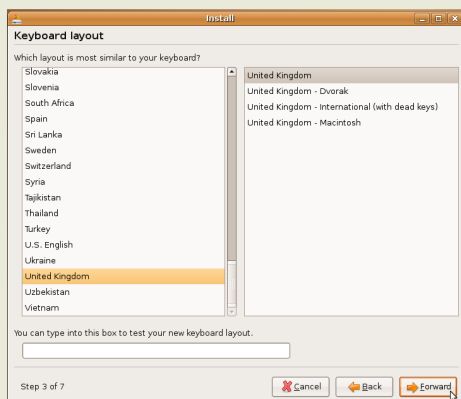 Install
Keyboard layout
Which layout is most similar to your keyboard?
Slovakia
Slovenia
South Africa
Spain
Sri Lanka
Sweden
Switzerland
Syria
Tajikistan
Thailand
Turkey
U.S. English
Ukraine
United Kingdom
Uzbekistan
Vietnam
United Kingdom
United Kingdom - Dvorak
United Kingdom - International (with dead keys)
United Kingdom - Macintosh
You can type into this box to test your new keyboard layout.
Step 3 of 7
Cancel
Back
Forward